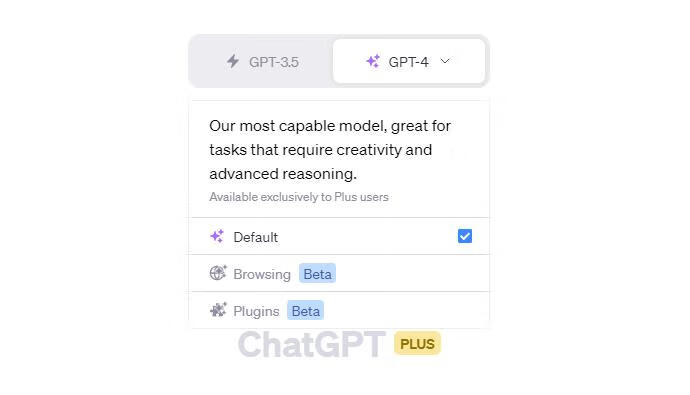 GPT-3.5 GPT-4
Our most capable model, great for
tasks that require creativity and
advanced reasoning.
Available exclusively to Plus users
Default
Browsing Beta
Plugins Beta
ChatGPT PLUS